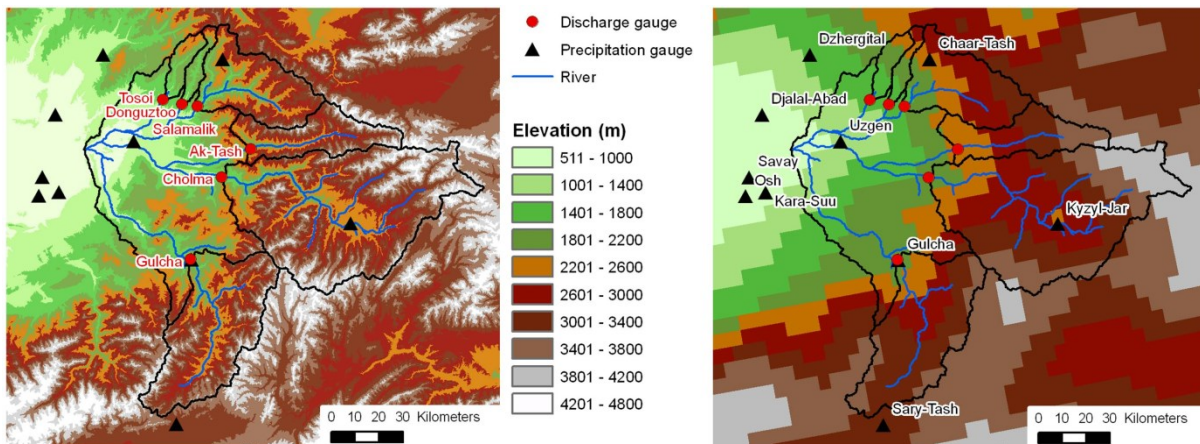 Tosoi
Donguztoo
Salamalik
Ak-Tash
Cholma
Gulcha
0 10 20 30 Kilometers
Discharge gauge
Precipitation gauge
River
Elevation (m)
511 - 1000
1001 - 1400
1401 - 1800
1801 - 2200
2201 - 2600
2601 - 3000
3001 - 3400
3401 - 3800
3801 - 4200
4201 - 4800
Dzhergital
Chaar-Tash
Djalal-Abad
Uzgen
Savay
Osh
Kara-Suu
Kyzyl-Jar
Gulcha
Sary-Tash
0 10 20 30 Kilometers